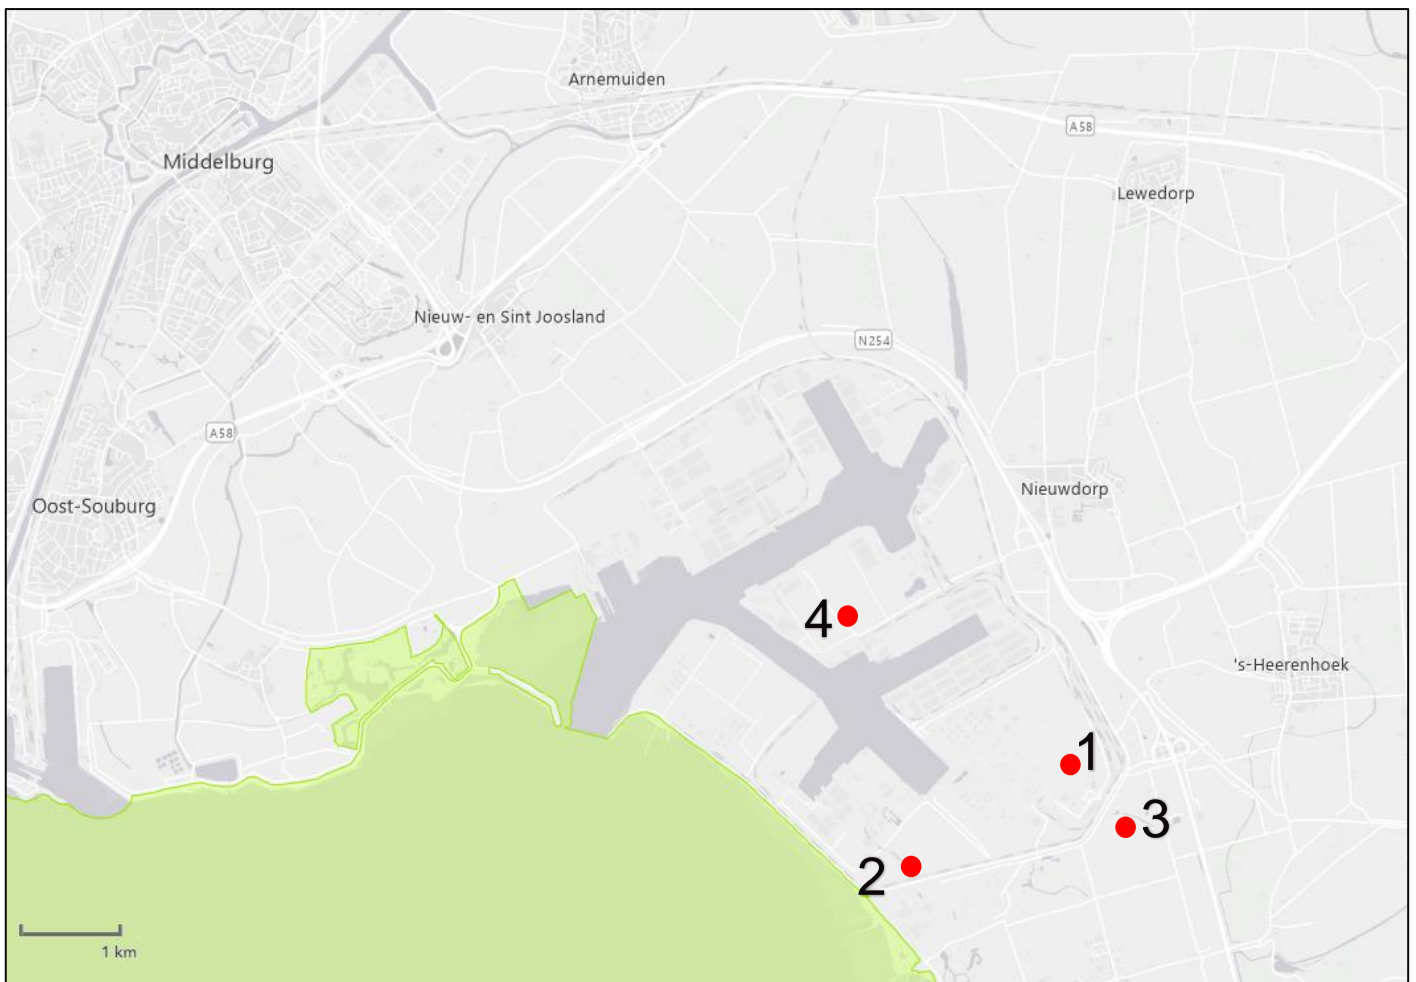 Arnemuiden
A58
Middelburg
Lewedorp
Nieuw- en Sint Joosland
N254
A58
Nieuwdorp
Oost-Souburg
4
's-Heerenhoek
1
3
2
1 km